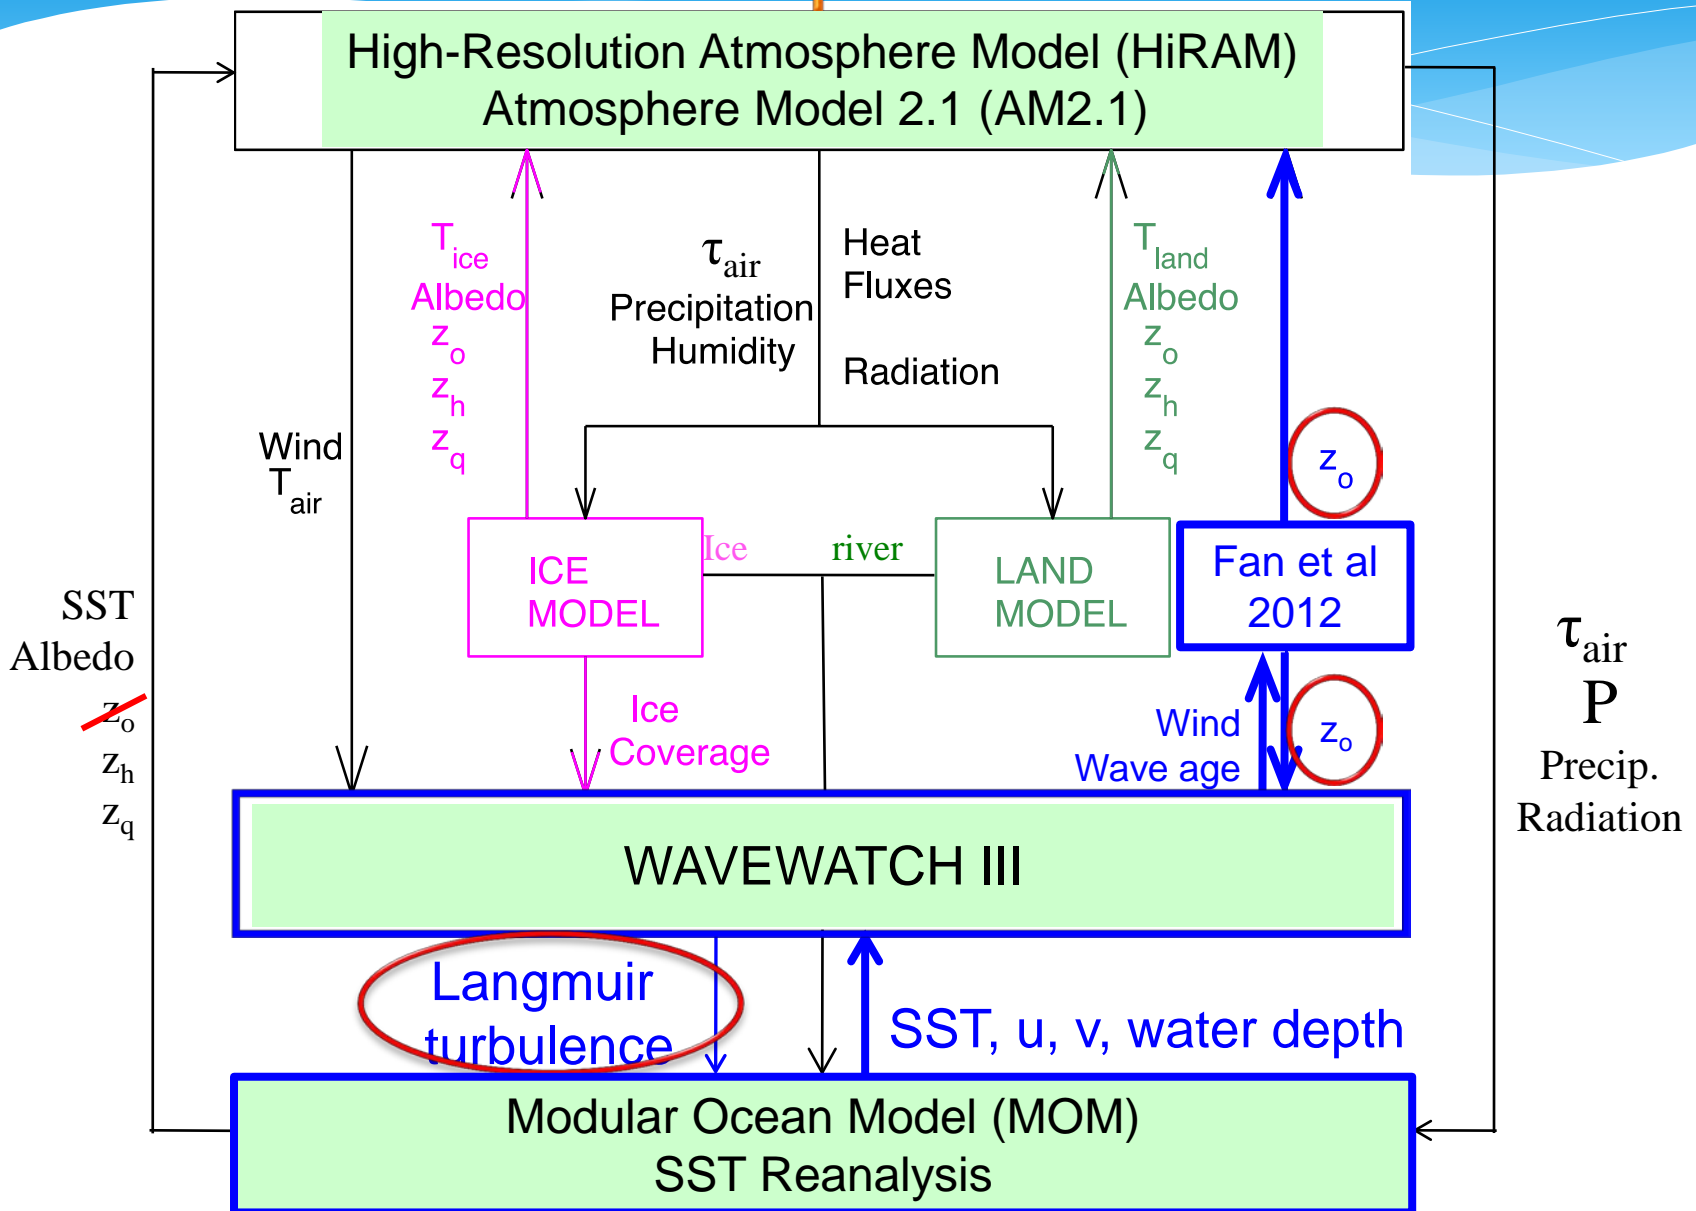 High-Resolution Atmosphere Model (HiRAM)
Atmosphere Model 2.1 (AM2.1)
T_ice
Albedo
z_o
z_h
z_q
τ_air
Precipitation
Humidity
Heat
Fluxes
Radiation
T_land
Albedo
z_o
z_h
z_q
z_o
Wind
T_air
ICE
MODEL
Ice
river
LAND
MODEL
Fan et al
2012
SST
Albedo
z_o
z_h
z_q
Ice
Coverage
Wind
Wave age
z_o
τ_air
P
Precip.
Radiation
WAVEWATCH III
Langmuir
turbulence
SST, u, v, water depth
Modular Ocean Model (MOM)
SST Reanalysis